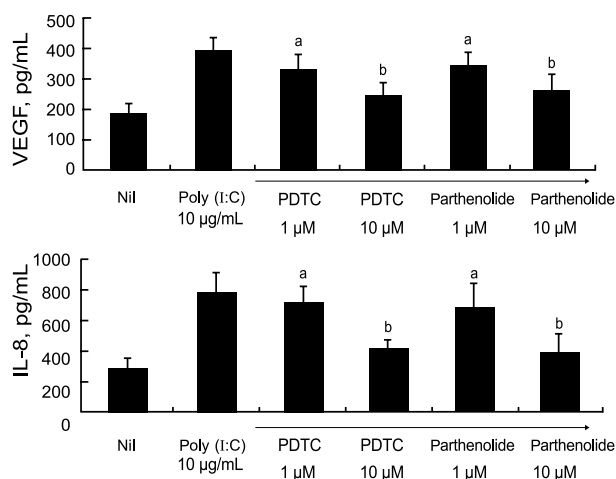 500
400
300
200
100
0
VEGF, pg/mL
a
b
a
b
Nil
Poly (I:C)
10 µg/mL
PDTC
1 µM
PDTC
10 µM
Parthenolide
1 µM
Parthenolide
10 µM
1000
800
600
400
200
0
IL-8, pg/mL
a
b
a
b
Nil
Poly (I:C)
10 µg/mL
PDTC
1 µM
PDTC
10 µM
Parthenolide
1 µM
Parthenolide
10 µM